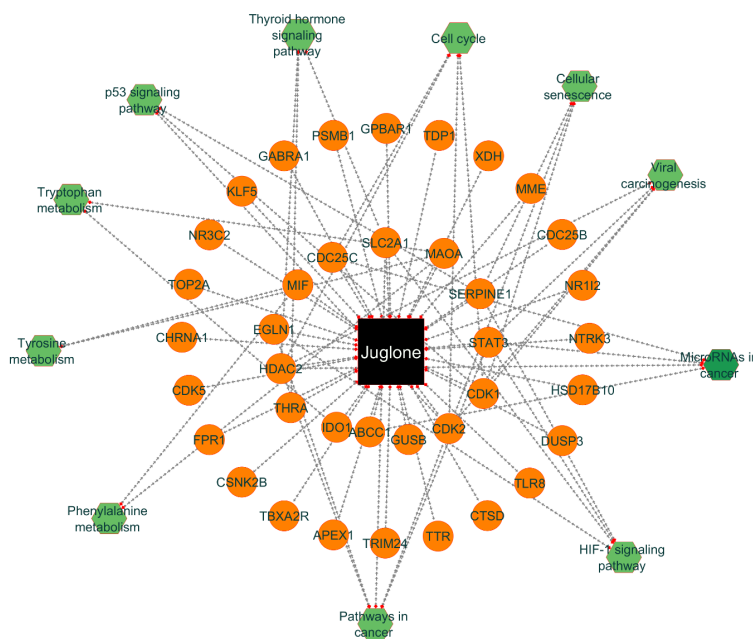 Thyroid hormone
signaling
pathway
Cell cycle
Cellular
senescence
p53 signaling
pathway
PSMB1
GPBAR1
TDP1
GABRA1
XDH
KLF5
MME
Viral
carcinogenesis
Tryptophan
metabolism
NR3C2
CDC25C
SLC2A1
MAOA
CDC25B
TOP2A
MIF
SERPINE1
NR1I2
CHRNA1
EGLN1
Juglone
STAT3
NTRK3
Tyrosine
metabolism
MicroRNAs in
cancer
CDK5
HDAC2
CDK1
HSD17B10
THRA
FPR1
IDO1
ABCC1
GUSB
CDK2
DUSP3
CSNK2B
TLR8
Phenylalanine
metabolism
TBXA2R
CTSD
APEX1
TRIM24
TTR
HIF-1 signaling
pathway
Pathways in
cancer